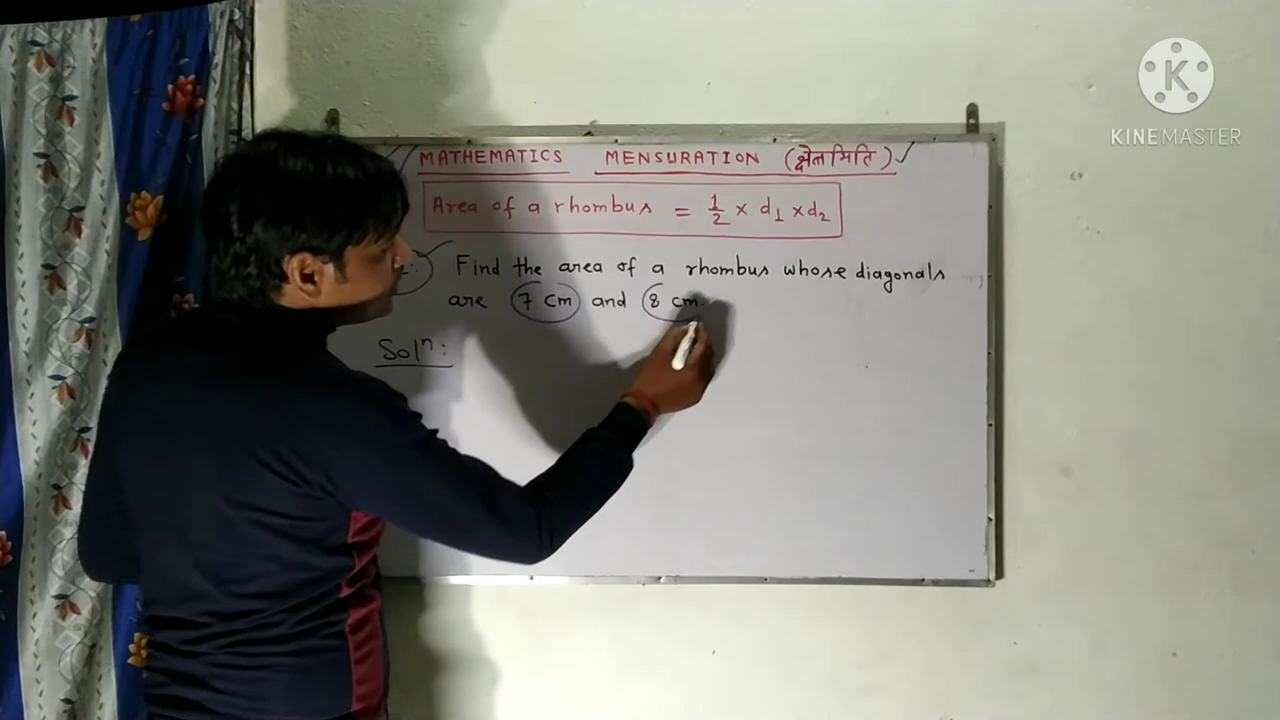 MATHEMATICS MENSURATION (क्षेत्रमिति)
Area of a rhombus = 1/2 × d1 × d2
Find the area of a rhombus whose diagonals
are 7 cm and 8 cm.
Solⁿ:
K
KINEMASTER